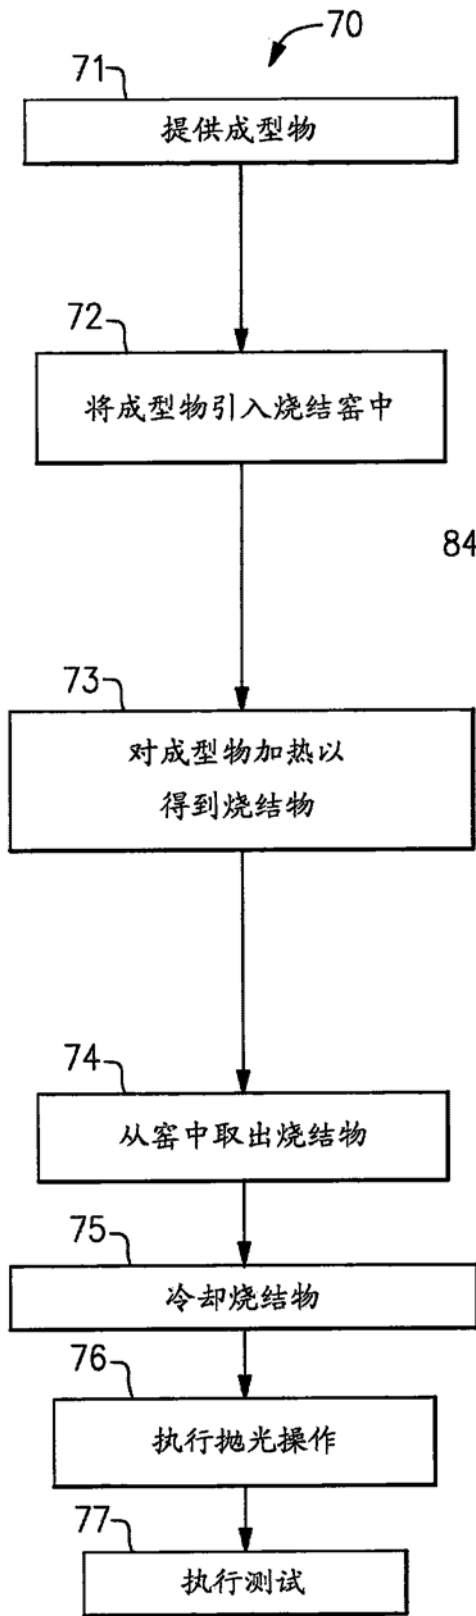 70
71
提供成型物
72
将成型物引入烧结窑中
84
73
对成型物加热以
得到烧结物
74
从窑中取出烧结物
75
冷却烧结物
76
执行抛光操作
77
执行测试